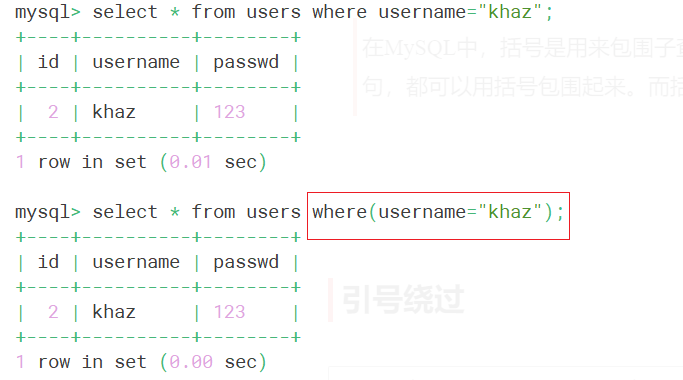 mysql> select * from users where username="khaz";
+----+----------+--------+
| id | username | passwd |
+----+----------+--------+
|  2 | khaz     | 123    |
+----+----------+--------+
1 row in set (0.01 sec)
在MySQL中，括号是用来包围子查
句，都可以用括号包围起来。而括
mysql> select * from users where(username="khaz");
+----+----------+--------+
| id | username | passwd |
+----+----------+--------+
|  2 | khaz     | 123    |
+----+----------+--------+
1 row in set (0.00 sec)
引号绕过